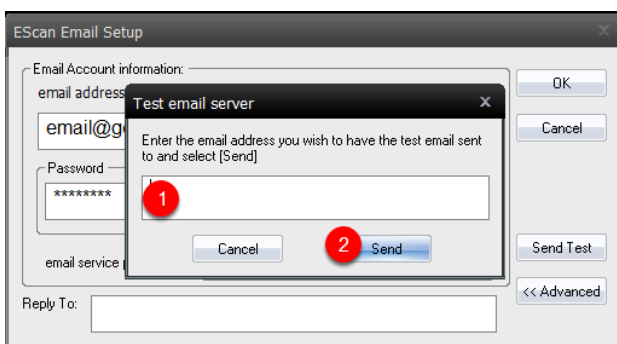 EScan Email Setup
x
Email Account information:
email address
OK
Test email server
x
email@g
Cancel
Enter the email address you wish to have the test email sent
to and select [Send]
Password
********
1
Cancel
2
Send
Send Test
email service
<< Advanced
Reply To: